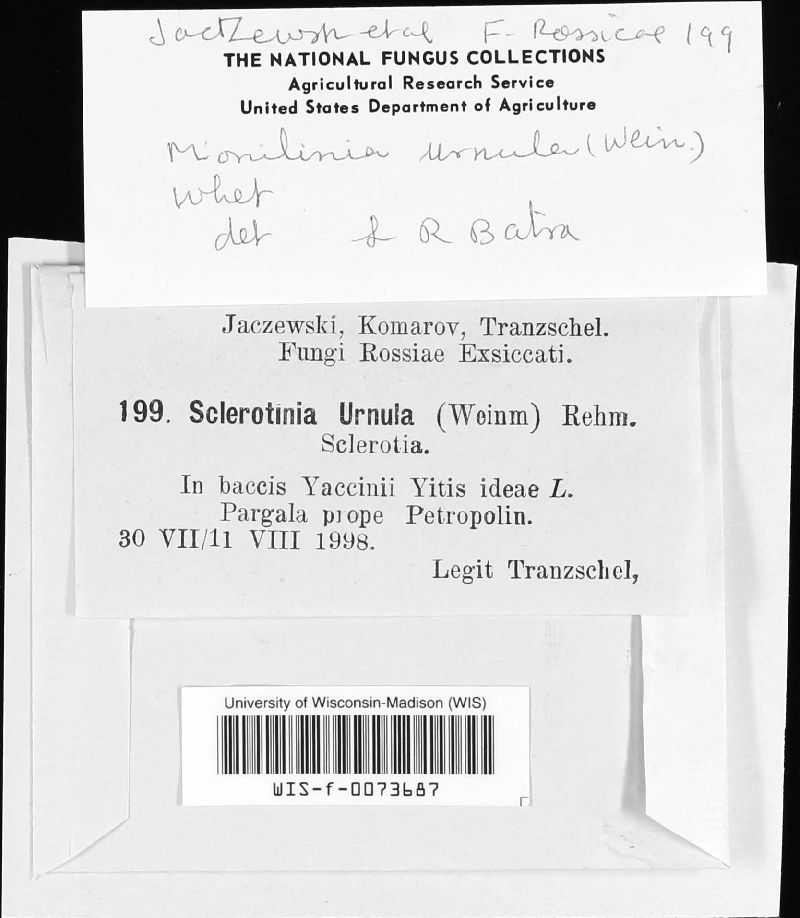 Jaczewski et al F. Rossicae 199
THE NATIONAL FUNGUS COLLECTIONS
Agricultural Research Service
United States Department of Agriculture
Monilinia urnula (Wein.)
Whet
det L R Batra
Jaczewski, Komarov, Tranzschel.
Fungi Rossiae Exsiccati.
199. Sclerotinia Urnula (Weinm) Rehm.
Sclerotia.
In baccis Yaccinii Yitis ideae L.
Pargala prope Petropolin.
30 VII/11 VIII 1998.
Legit Tranzschel,
University of Wisconsin-Madison (WIS)
WIS-f-0073687